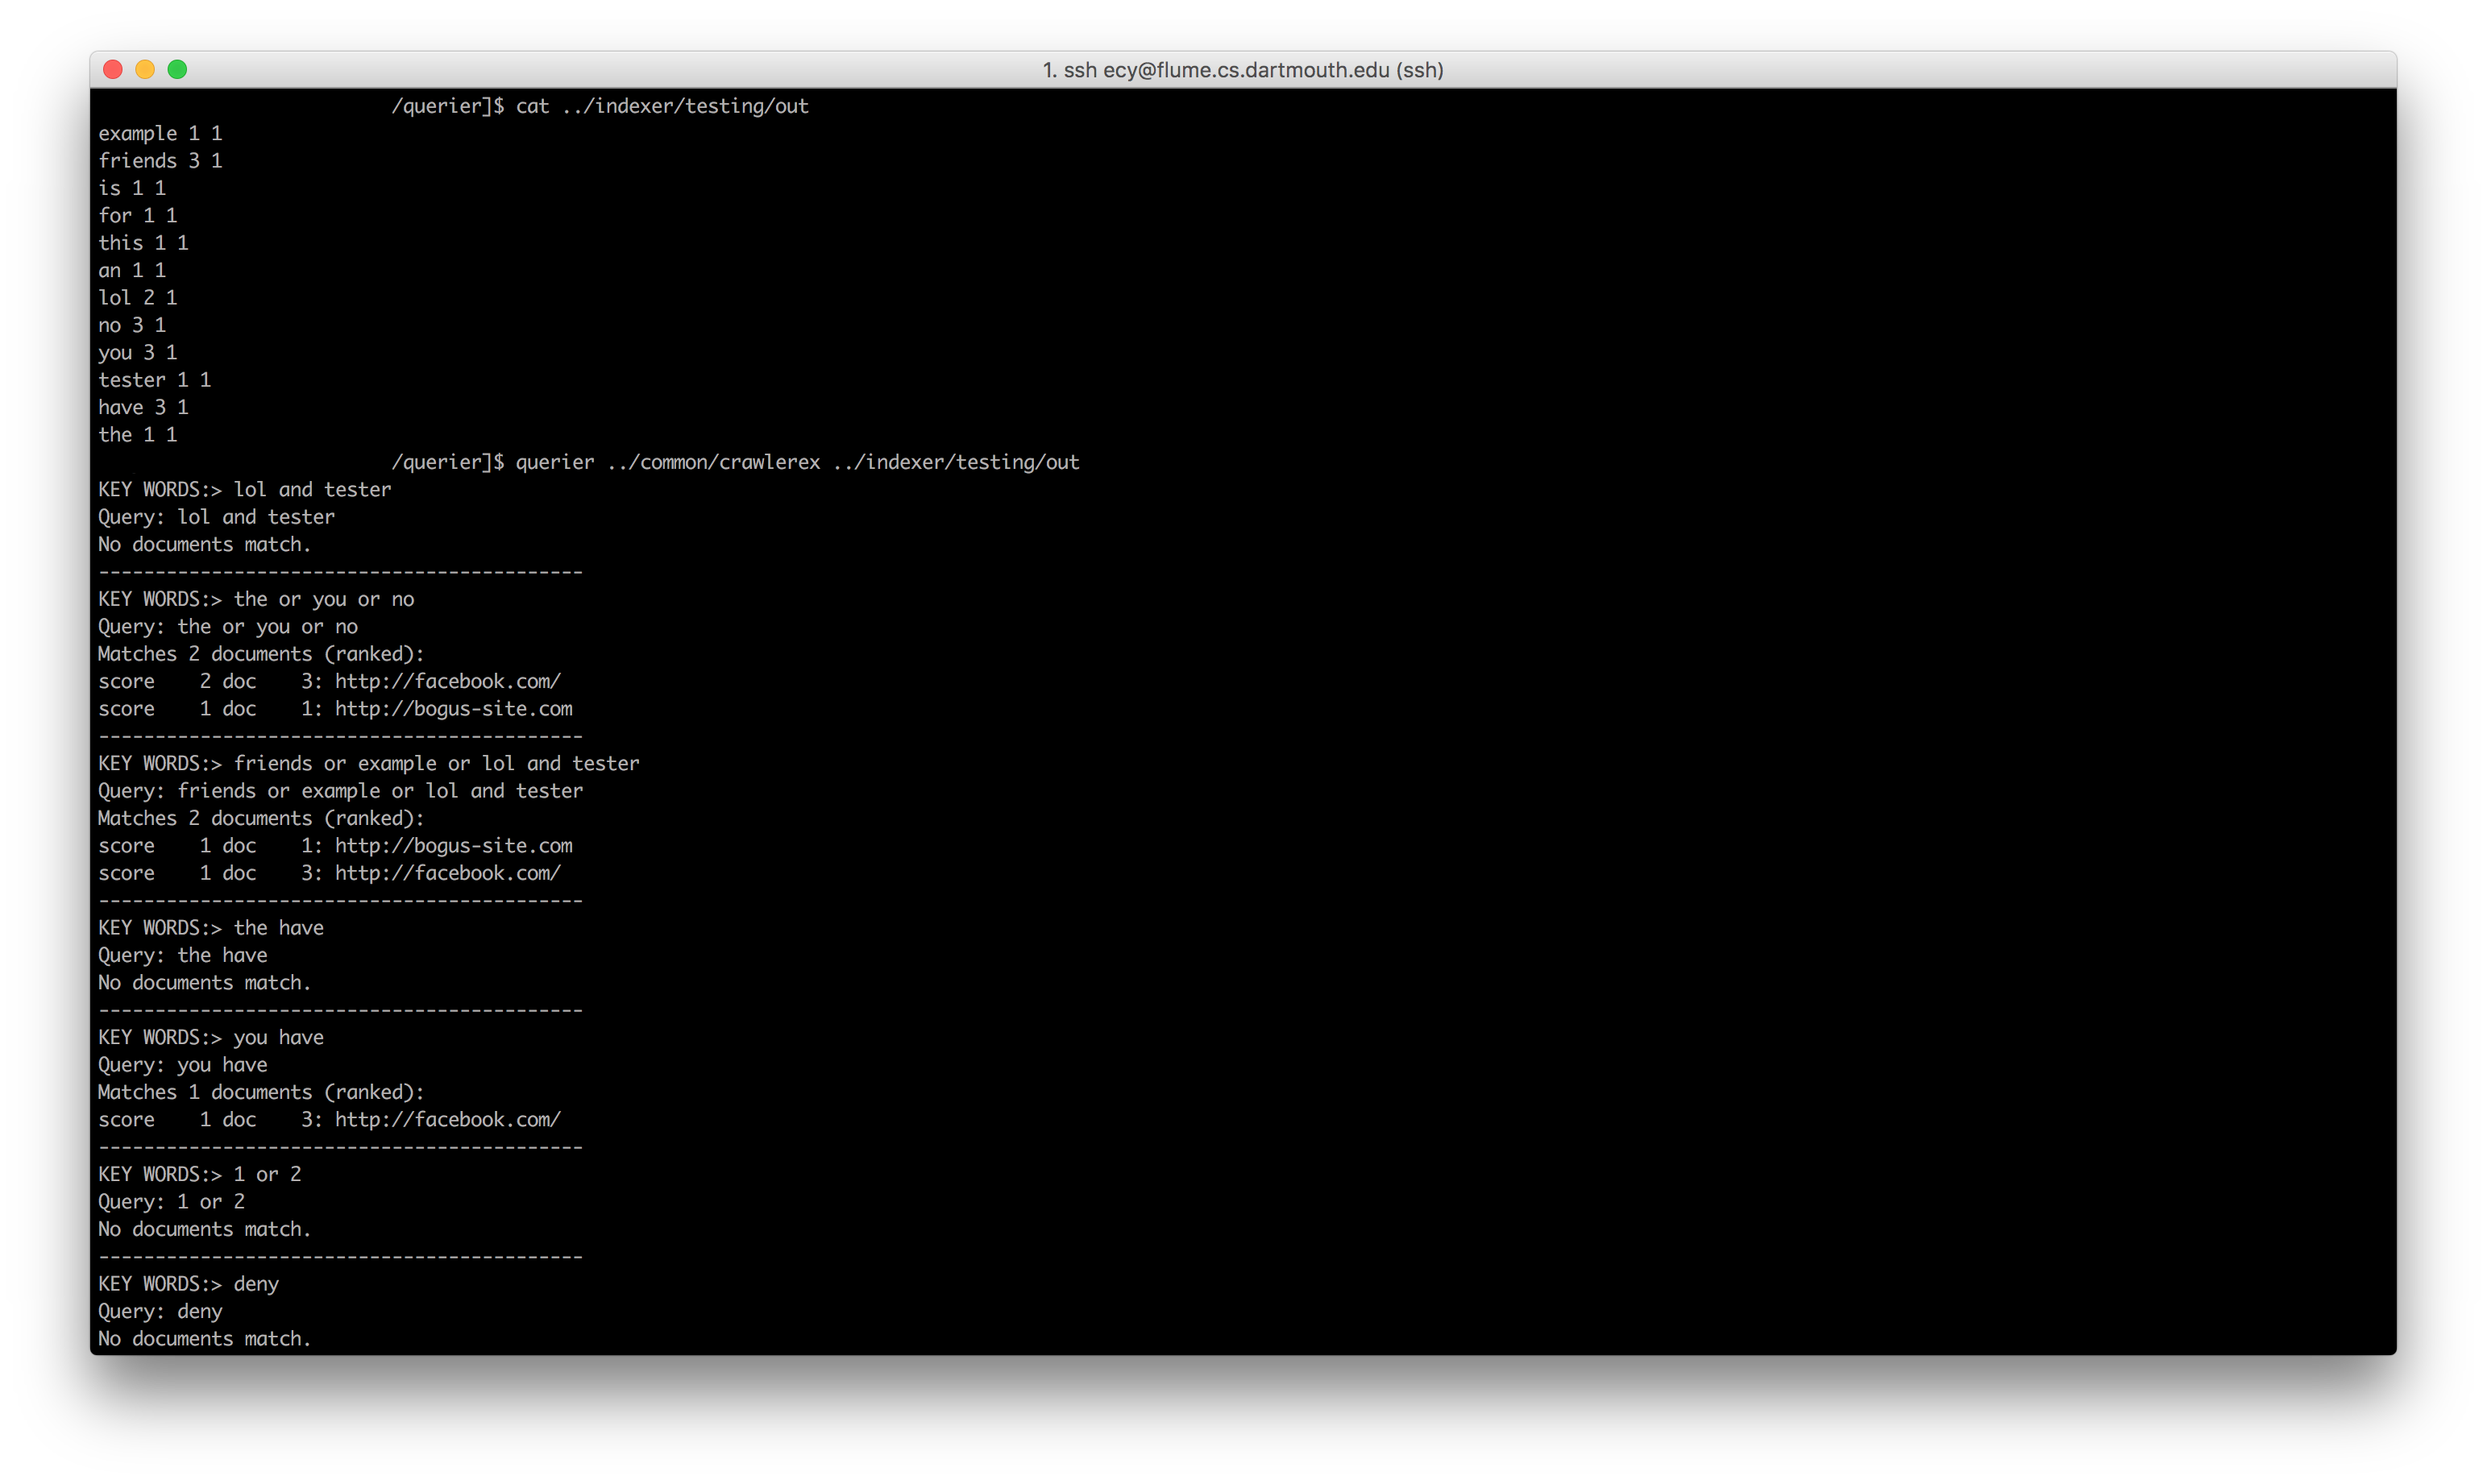 1. ssh ecy@flume.cs.dartmouth.edu (ssh)
/querier]$ cat ../indexer/testing/out
example 1 1
friends 3 1
is 1 1
for 1 1
this 1 1
an 1 1
lol 2 1
no 3 1
you 3 1
tester 1 1
have 3 1
the 1 1
/querier]$ querier ../common/crawlerex ../indexer/testing/out
KEY WORDS:> lol and tester
Query: lol and tester
No documents match.
-------------------------------------------
KEY WORDS:> the or you or no
Query: the or you or no
Matches 2 documents (ranked):
score    2 doc    3: http://facebook.com/
score    1 doc    1: http://bogus-site.com
-------------------------------------------
KEY WORDS:> friends or example or lol and tester
Query: friends or example or lol and tester
Matches 2 documents (ranked):
score    1 doc    1: http://bogus-site.com
score    1 doc    3: http://facebook.com/
-------------------------------------------
KEY WORDS:> the have
Query: the have
No documents match.
-------------------------------------------
KEY WORDS:> you have
Query: you have
Matches 1 documents (ranked):
score    1 doc    3: http://facebook.com/
-------------------------------------------
KEY WORDS:> 1 or 2
Query: 1 or 2
No documents match.
-------------------------------------------
KEY WORDS:> deny
Query: deny
No documents match.